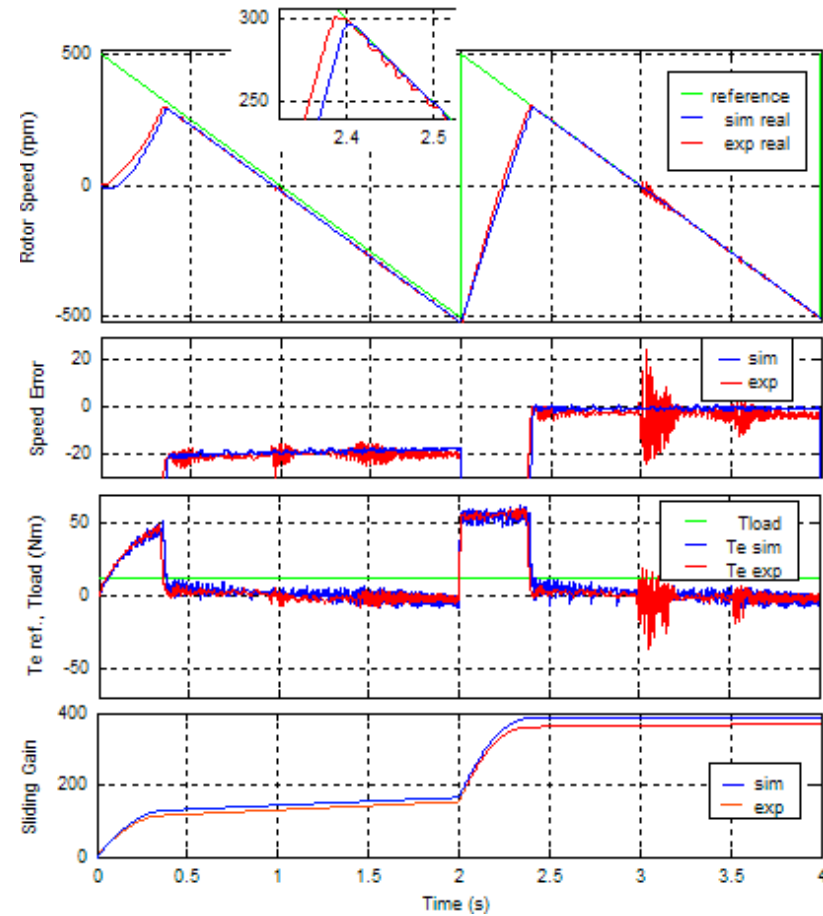 300
250
2.4 2.5
500
0
-500
Rotor Speed (rpm)
reference
sim real
exp real
20
0
-20
Speed Error
sim
exp
50
0
-50
Te ref., Tload (Nm)
Tload
Te sim
Te exp
400
200
0
Sliding Gain
sim
exp
0 0.5 1 1.5 2 2.5 3 3.5 4
Time (s)